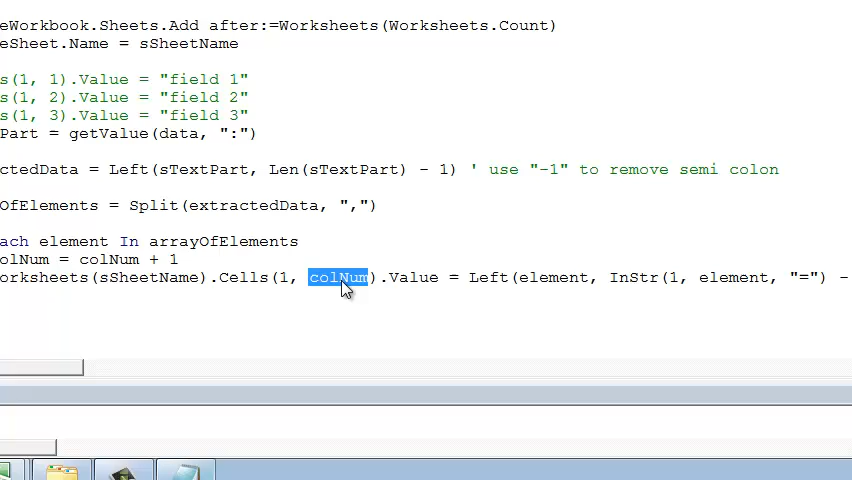 eWorkbook.Sheets.Add after:=Worksheets(Worksheets.Count)
eSheet.Name = sSheetName
s(1, 1).Value = "field 1"
s(1, 2).Value = "field 2"
s(1, 3).Value = "field 3"
Part = getValue(data, ":")
ctedData = Left(sTextPart, Len(sTextPart) - 1) ' use "-1" to remove semi colon
OfElements = Split(extractedData, ",")
ach element In arrayOfElements
olNum = colNum + 1
orksheets(sSheetName).Cells(1, colNum).Value = Left(element, InStr(1, element, "=") -